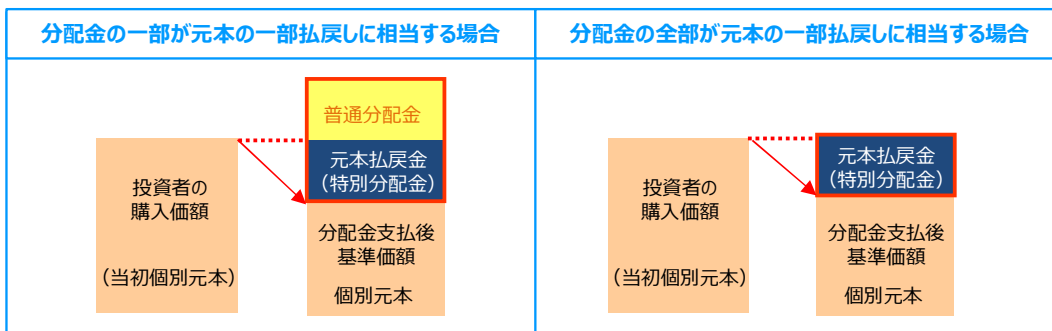 分配金の一部が元本の一部払戻しに相当する場合
普通分配金
元本払戻金
(特別分配金)
投資者の
購入価額
(当初個別元本)
分配金支払後
基準価額
個別元本
分配金の全部が元本の一部払戻しに相当する場合
元本払戻金
(特別分配金)
投資者の
購入価額
(当初個別元本)
分配金支払後
基準価額
個別元本